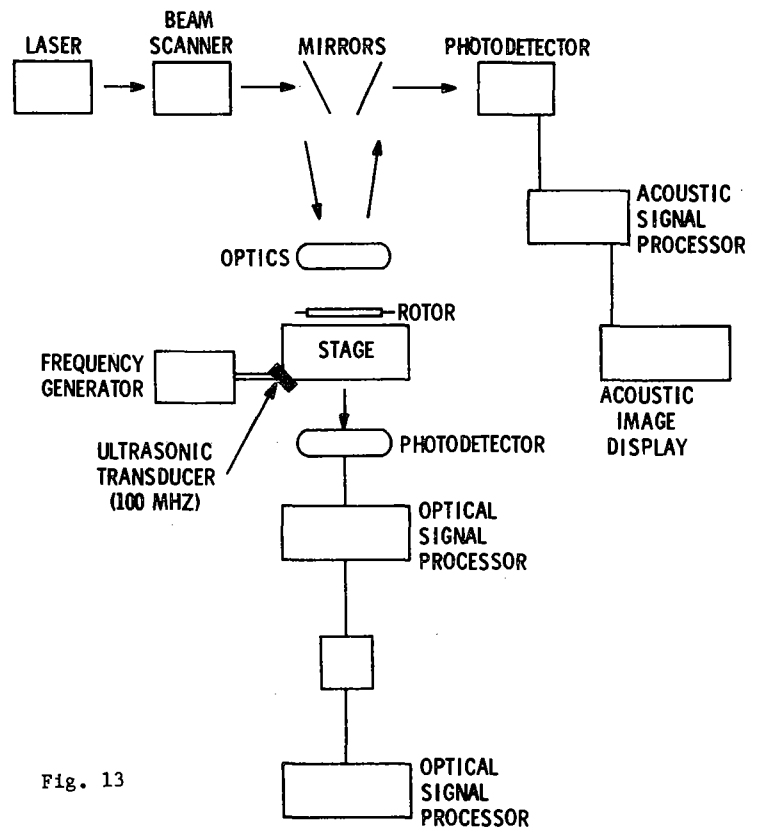 LASER
BEAM
SCANNER
MIRRORS
PHOTODETECTOR
ACOUSTIC
SIGNAL
PROCESSOR
OPTICS
ROTOR
STAGE
FREQUENCY
GENERATOR
ACOUSTIC
IMAGE
DISPLAY
ULTRASONIC
TRANSDUCER
(100 MHZ)
PHOTODETECTOR
OPTICAL
SIGNAL
PROCESSOR
OPTICAL
SIGNAL
PROCESSOR
Fig. 13